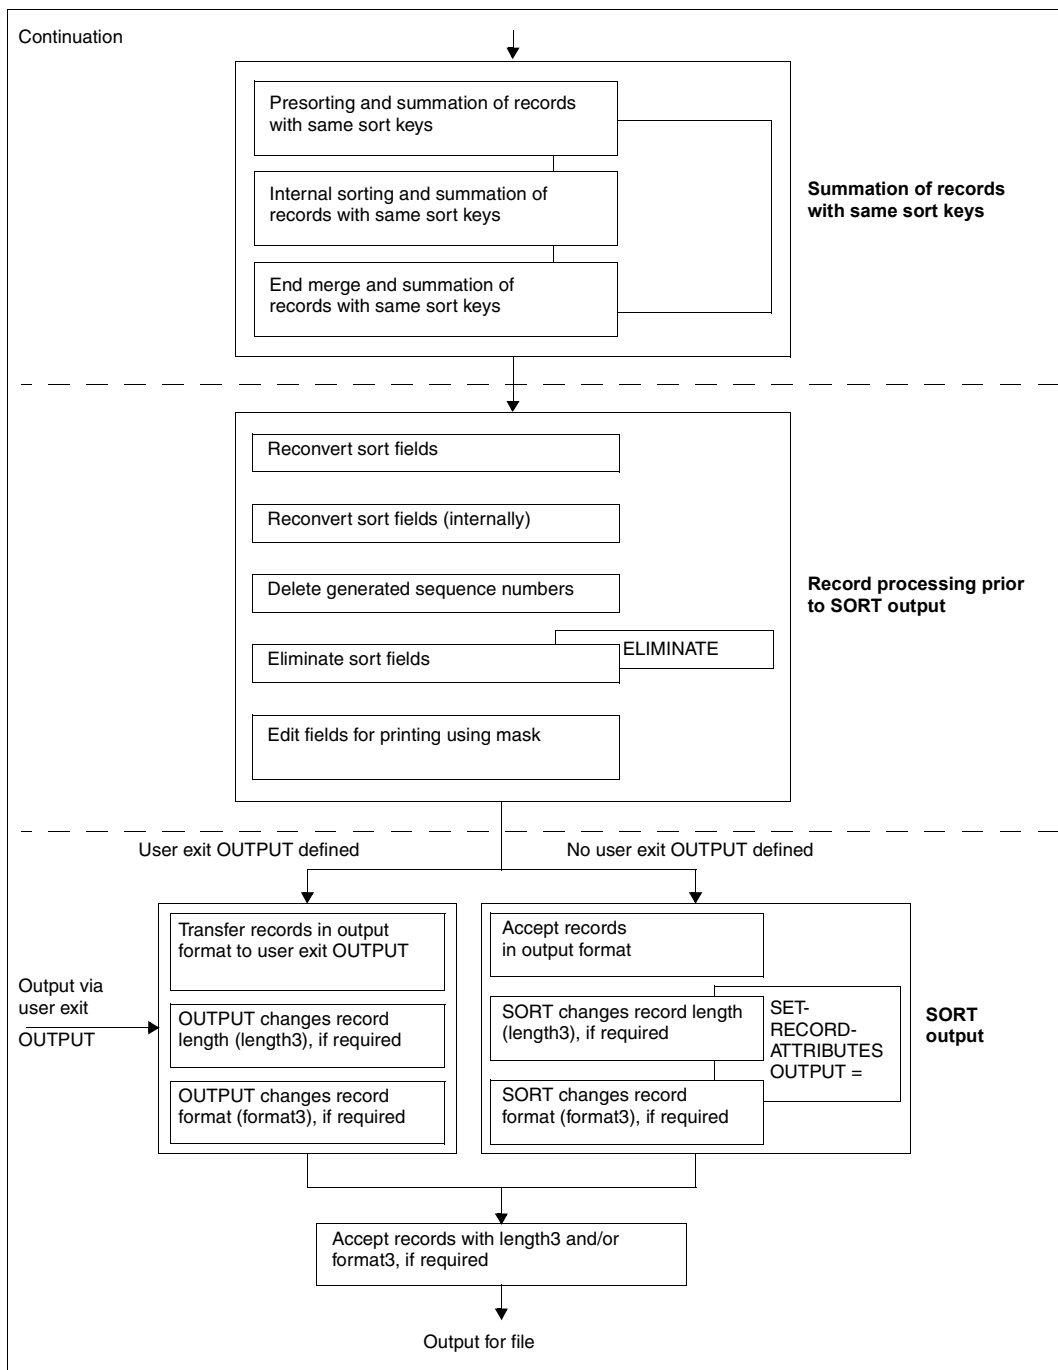 Continuation
Presorting and summation of records
with same sort keys
Internal sorting and summation of
records with same sort keys
End merge and summation of
records with same sort keys
Summation of records
with same sort keys
Reconvert sort fields
Reconvert sort fields (internally)
Delete generated sequence numbers
Eliminate sort fields
ELIMINATE
Edit fields for printing using mask
Record processing prior
to SORT output
User exit OUTPUT defined
No user exit OUTPUT defined
Output via
user exit
OUTPUT
Transfer records in output
format to user exit OUTPUT
OUTPUT changes record
length (length3), if required
OUTPUT changes record
format (format3), if required
Accept records
in output format
SORT changes record length
(length3), if required
SORT changes record
format (format3), if required
SET-
RECORD-
ATTRIBUTES
OUTPUT =
SORT
output
Accept records with length3 and/or
format3, if required
Output for file